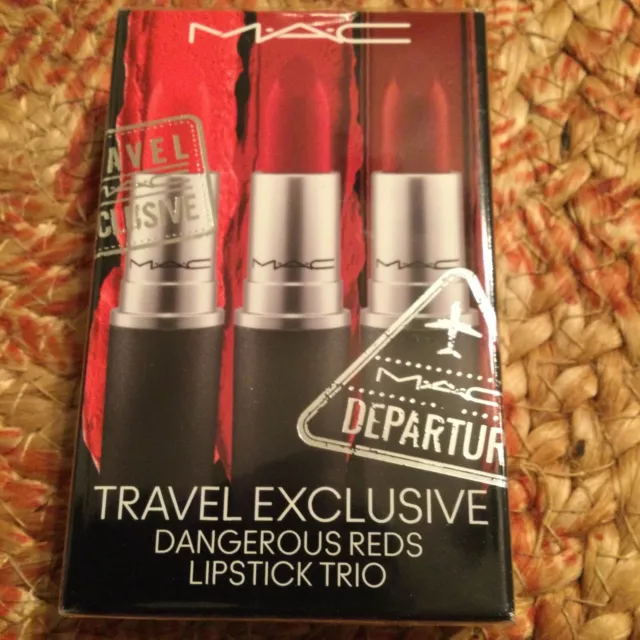 M·A·C
AVEL
MAC
CLUSIVE
MAC
MAC
MAC
MAC
DEPARTUR
TRAVEL EXCLUSIVE
DANGEROUS REDS
LIPSTICK TRIO